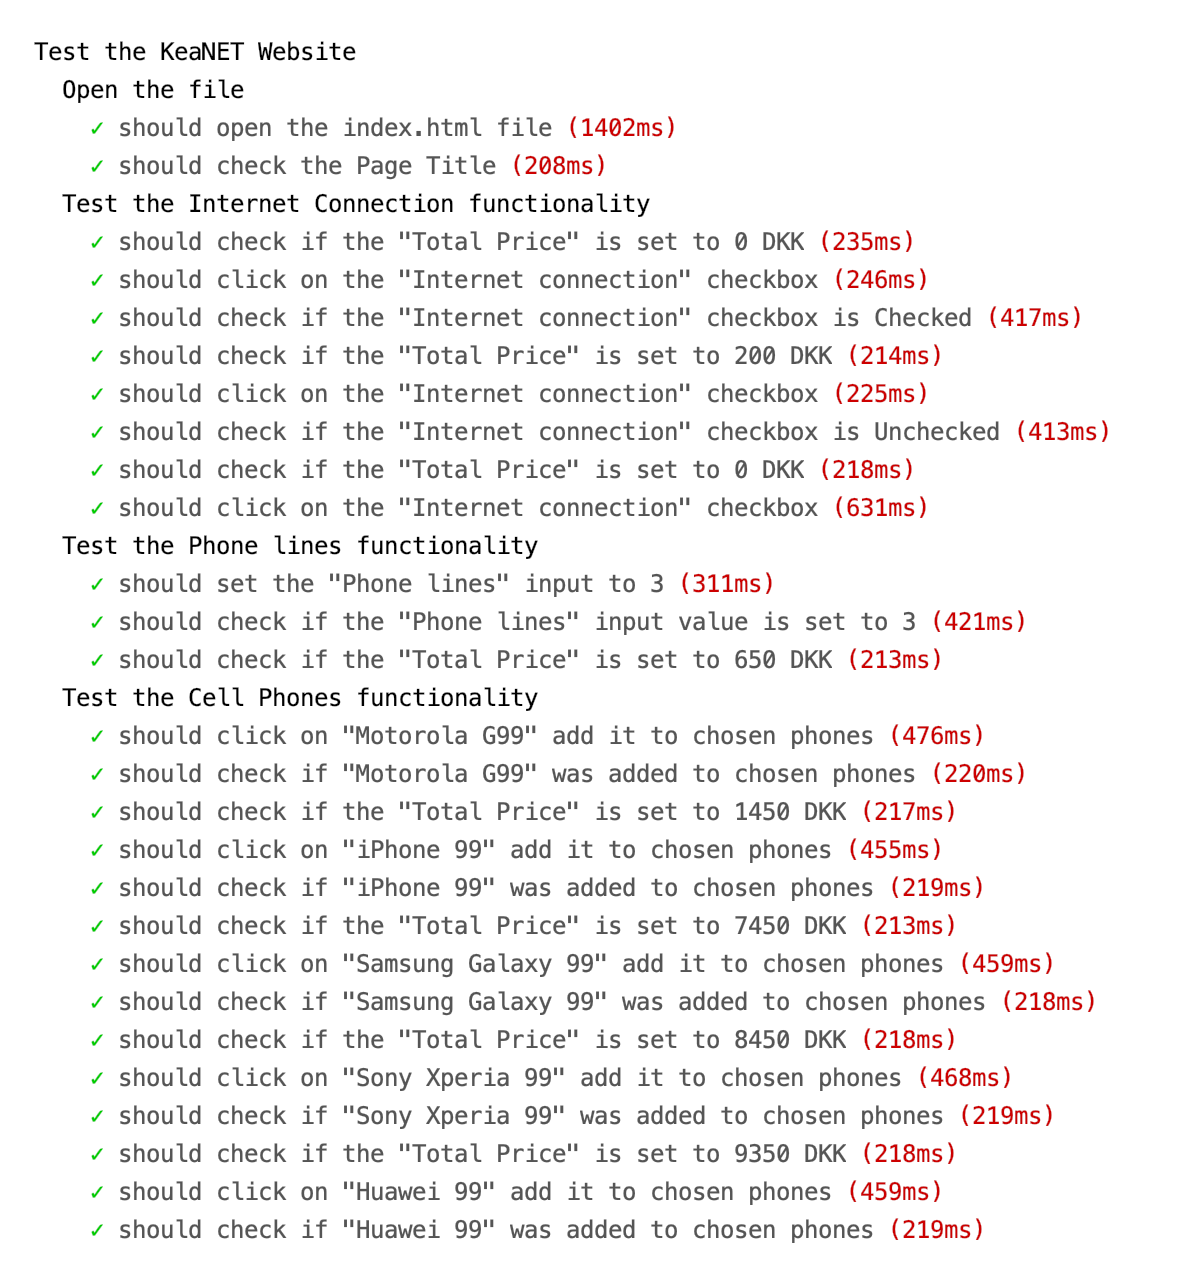 Test the KeaNET Website
Open the file
✓ should open the index.html file (1402ms)
✓ should check the Page Title (208ms)
Test the Internet Connection functionality
✓ should check if the "Total Price" is set to 0 DKK (235ms)
✓ should click on the "Internet connection" checkbox (246ms)
✓ should check if the "Internet connection" checkbox is Checked (417ms)
✓ should check if the "Total Price" is set to 200 DKK (214ms)
✓ should click on the "Internet connection" checkbox (225ms)
✓ should check if the "Internet connection" checkbox is Unchecked (413ms)
✓ should check if the "Total Price" is set to 0 DKK (218ms)
✓ should click on the "Internet connection" checkbox (631ms)
Test the Phone lines functionality
✓ should set the "Phone lines" input to 3 (311ms)
✓ should check if the "Phone lines" input value is set to 3 (421ms)
✓ should check if the "Total Price" is set to 650 DKK (213ms)
Test the Cell Phones functionality
✓ should click on "Motorola G99" add it to chosen phones (476ms)
✓ should check if "Motorola G99" was added to chosen phones (220ms)
✓ should check if the "Total Price" is set to 1450 DKK (217ms)
✓ should click on "iPhone 99" add it to chosen phones (455ms)
✓ should check if "iPhone 99" was added to chosen phones (219ms)
✓ should check if the "Total Price" is set to 7450 DKK (213ms)
✓ should click on "Samsung Galaxy 99" add it to chosen phones (459ms)
✓ should check if "Samsung Galaxy 99" was added to chosen phones (218ms)
✓ should check if the "Total Price" is set to 8450 DKK (218ms)
✓ should click on "Sony Xperia 99" add it to chosen phones (468ms)
✓ should check if "Sony Xperia 99" was added to chosen phones (219ms)
✓ should check if the "Total Price" is set to 9350 DKK (218ms)
✓ should click on "Huawei 99" add it to chosen phones (459ms)
✓ should check if "Huawei 99" was added to chosen phones (219ms)